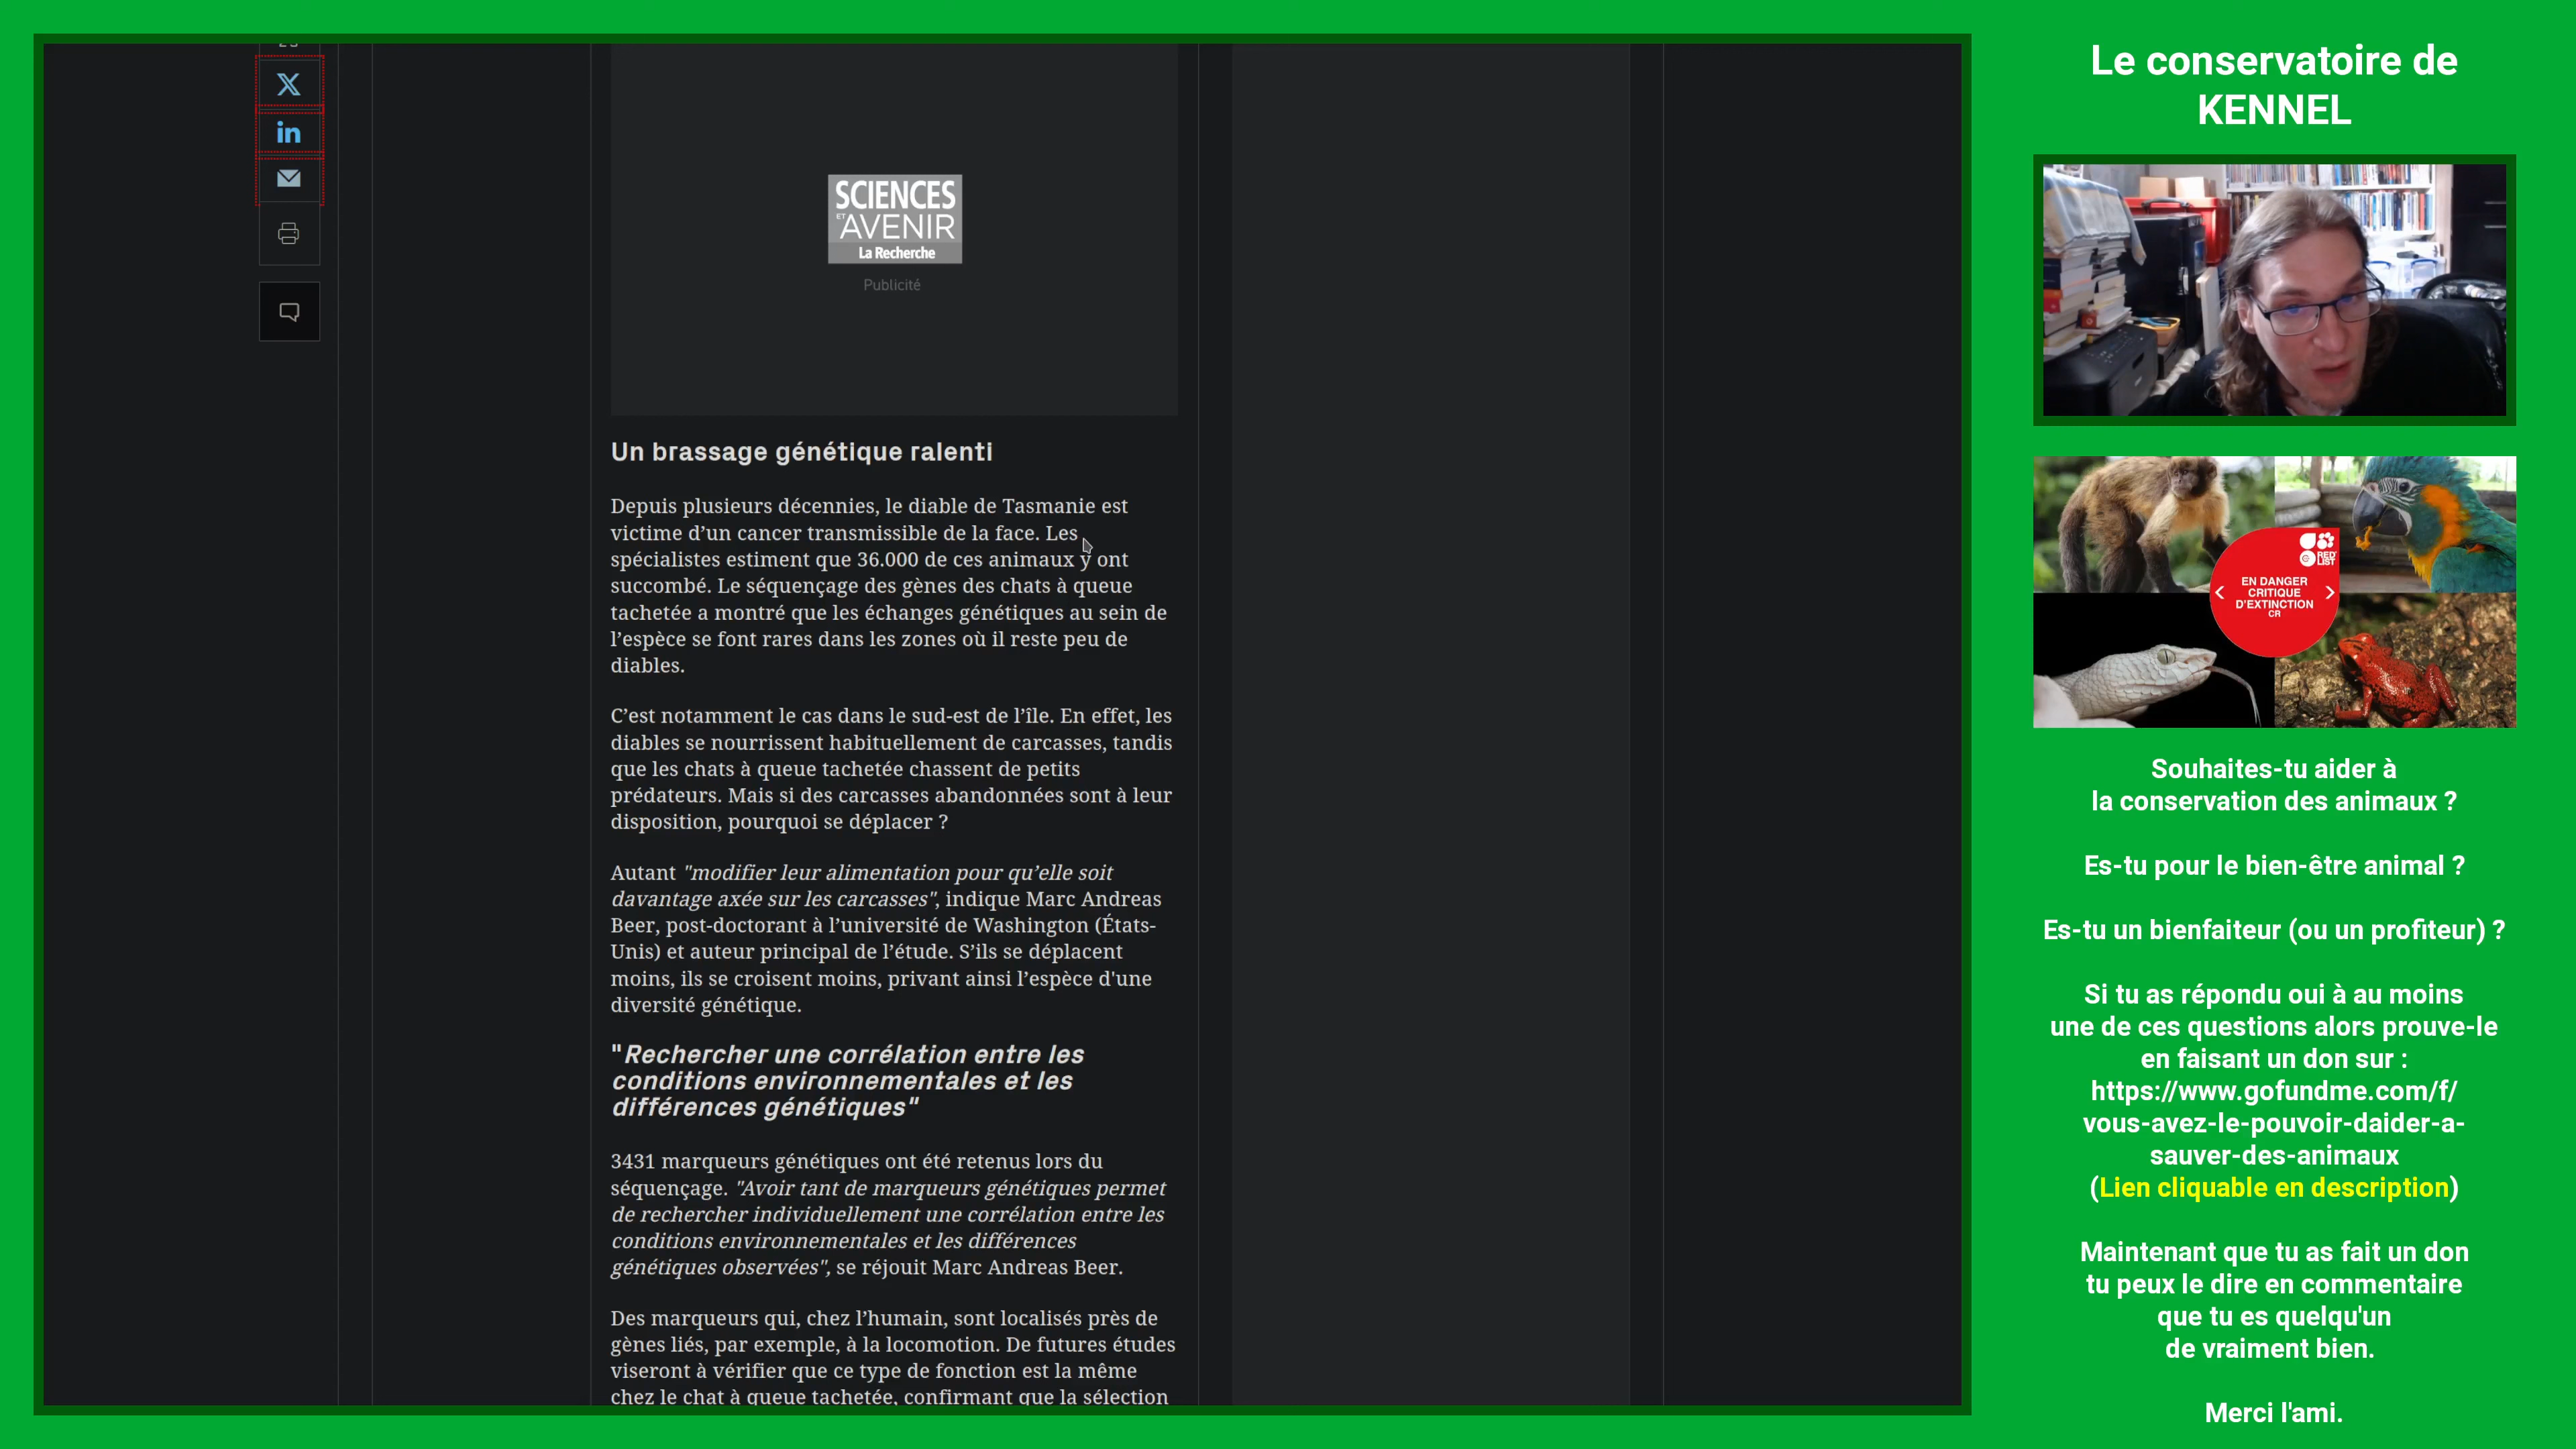 in
SCIENCES
ET
AVENIR
La Recherche
Publicité
Un brassage génétique ralenti
Depuis plusieurs décennies, le diable de Tasmanie est
victime d’un cancer transmissible de la face. Les
spécialistes estiment que 36.000 de ces animaux y ont
succombé. Le séquençage des gènes des chats à queue
tachetée a montré que les échanges génétiques au sein de
l’espèce se font rares dans les zones où il reste peu de
diables.
C’est notamment le cas dans le sud-est de l’île. En effet, les
diables se nourrissent habituellement de carcasses, tandis
que les chats à queue tachetée chassent de petits
prédateurs. Mais si des carcasses abandonnées sont à leur
disposition, pourquoi se déplacer ?
Autant "modifier leur alimentation pour qu’elle soit
davantage axée sur les carcasses", indique Marc Andreas
Beer, post-doctorant à l’université de Washington (États-
Unis) et auteur principal de l’étude. S’ils se déplacent
moins, ils se croisent moins, privant ainsi l’espèce d'une
diversité génétique.
"Rechercher une corrélation entre les
conditions environnementales et les
différences génétiques"
3431 marqueurs génétiques ont été retenus lors du
séquençage. "Avoir tant de marqueurs génétiques permet
de rechercher individuellement une corrélation entre les
conditions environnementales et les différences
génétiques observées", se réjouit Marc Andreas Beer.
Des marqueurs qui, chez l’humain, sont localisés près de
gènes liés, par exemple, à la locomotion. De futures études
viseront à vérifier que ce type de fonction est la même
chez le chat à queue tachetée, confirmant que la sélection
Le conservatoire de
KENNEL
RED
LIST
EN DANGER
CRITIQUE
D'EXTINCTION
CR
Souhaites-tu aider à
la conservation des animaux ?
Es-tu pour le bien-être animal ?
Es-tu un bienfaiteur (ou un profiteur) ?
Si tu as répondu oui à au moins
une de ces questions alors prouve-le
en faisant un don sur :
https://www.gofundme.com/f/
vous-avez-le-pouvoir-daider-a-
sauver-des-animaux
(Lien cliquable en description)
Maintenant que tu as fait un don
tu peux le dire en commentaire
que tu es quelqu'un
de vraiment bien.
Merci l'ami.